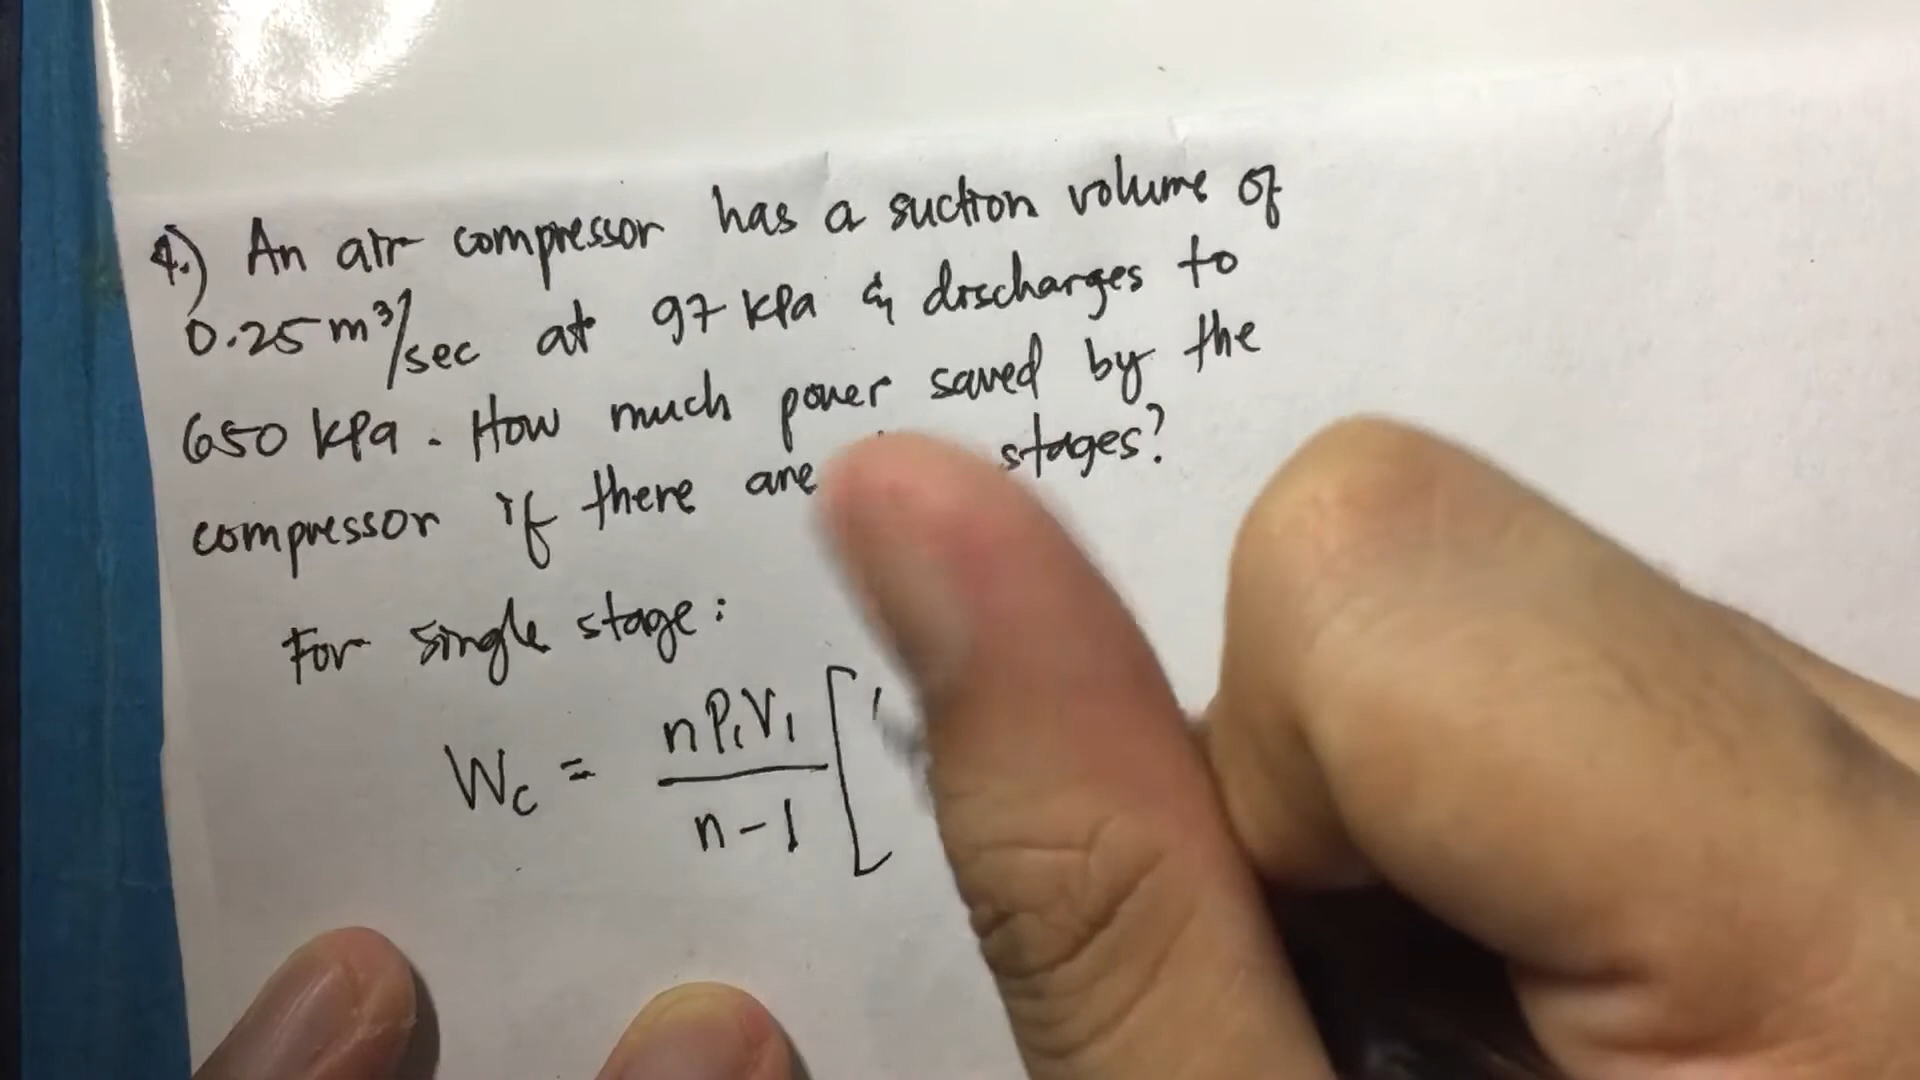 4.) An air compressor has a suction volume of
0.25 m³/sec at 97 kPa & discharges to
650 kPa. How much power saved by the
compressor if there are stages?
For single stage:
Wc = nP₁V₁ / n-1 [